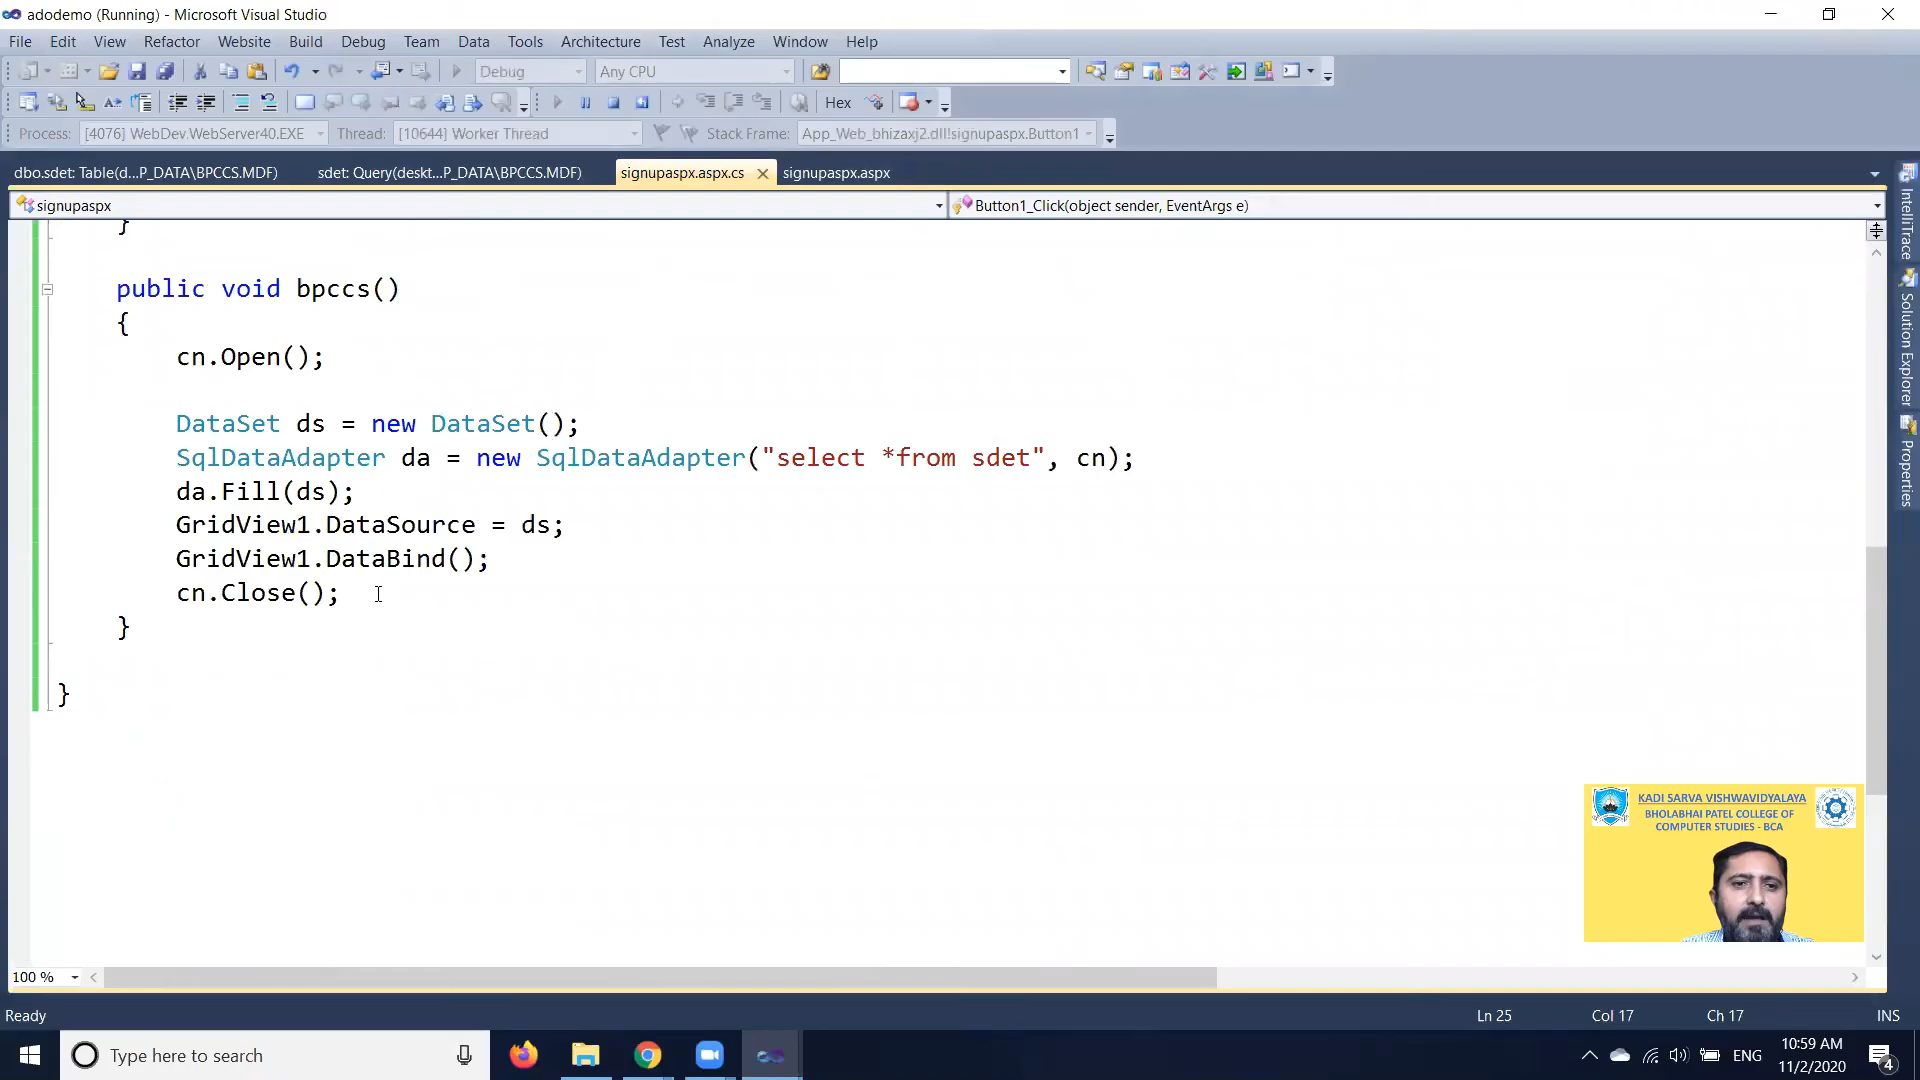 adodemo (Running) - Microsoft Visual Studio
File Edit View Refactor Website Build Debug Team Data Tools Architecture Test Analyze Window Help
Debug Any CPU
Hex
Process: [4076] WebDev.WebServer40.EXE Thread: [10644] Worker Thread Stack Frame: App_Web_bhizaxj2.dll!signupaspx.Button1
dbo.sdet: Table(d...P_DATA\BPCCS.MDF) sdet: Query(deskt...P_DATA\BPCCS.MDF) signupaspx.aspx.cs signupaspx.aspx
signupaspx Button1_Click(object sender, EventArgs e)
}
public void bpccs()
{
cn.Open();
DataSet ds = new DataSet();
SqlDataAdapter da = new SqlDataAdapter("select *from sdet", cn);
da.Fill(ds);
GridView1.DataSource = ds;
GridView1.DataBind();
cn.Close();
}
}
IntelliTrace
Solution Explorer
Properties
KADI SARVA VISHWAVIDYALAYA
BHOLABHAI PATEL COLLEGE OF
COMPUTER STUDIES - BCA
100 %
Ready Ln 25 Col 17 Ch 17 INS
Type here to search
ENG
10:59 AM
11/2/2020
4